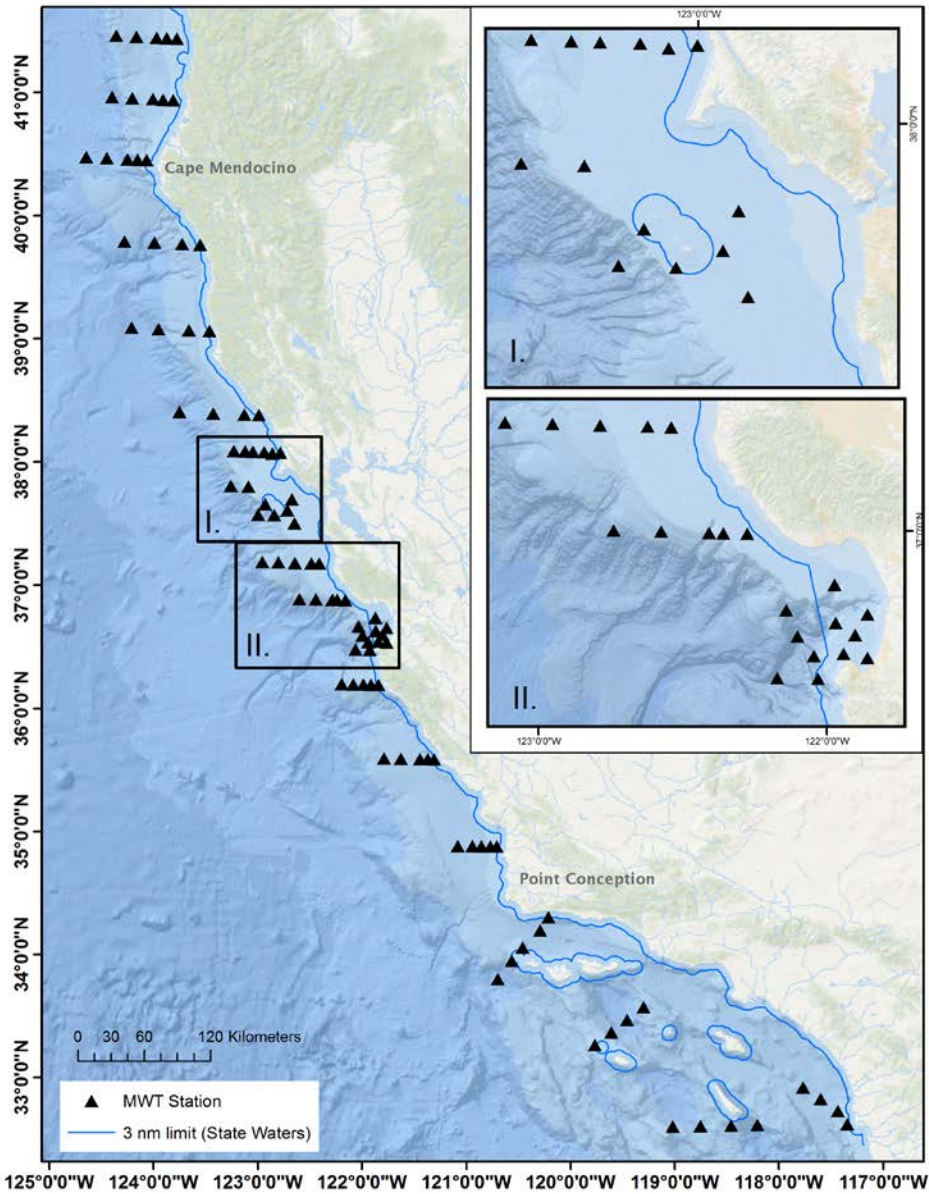 123°0'0"W
38°0'0"N
I.
37°0'0"N
II.
123°0'0"W
122°0'0"W
41°0'0"N
40°0'0"N
39°0'0"N
38°0'0"N
37°0'0"N
36°0'0"N
35°0'0"N
34°0'0"N
33°0'0"N
Cape Mendocino
I.
II.
Point Conception
0 30 60 120 Kilometers
MWT Station
3 nm limit (State Waters)
125°0'0"W 124°0'0"W 123°0'0"W 122°0'0"W 121°0'0"W 120°0'0"W 119°0'0"W 118°0'0"W 117°0'0"W